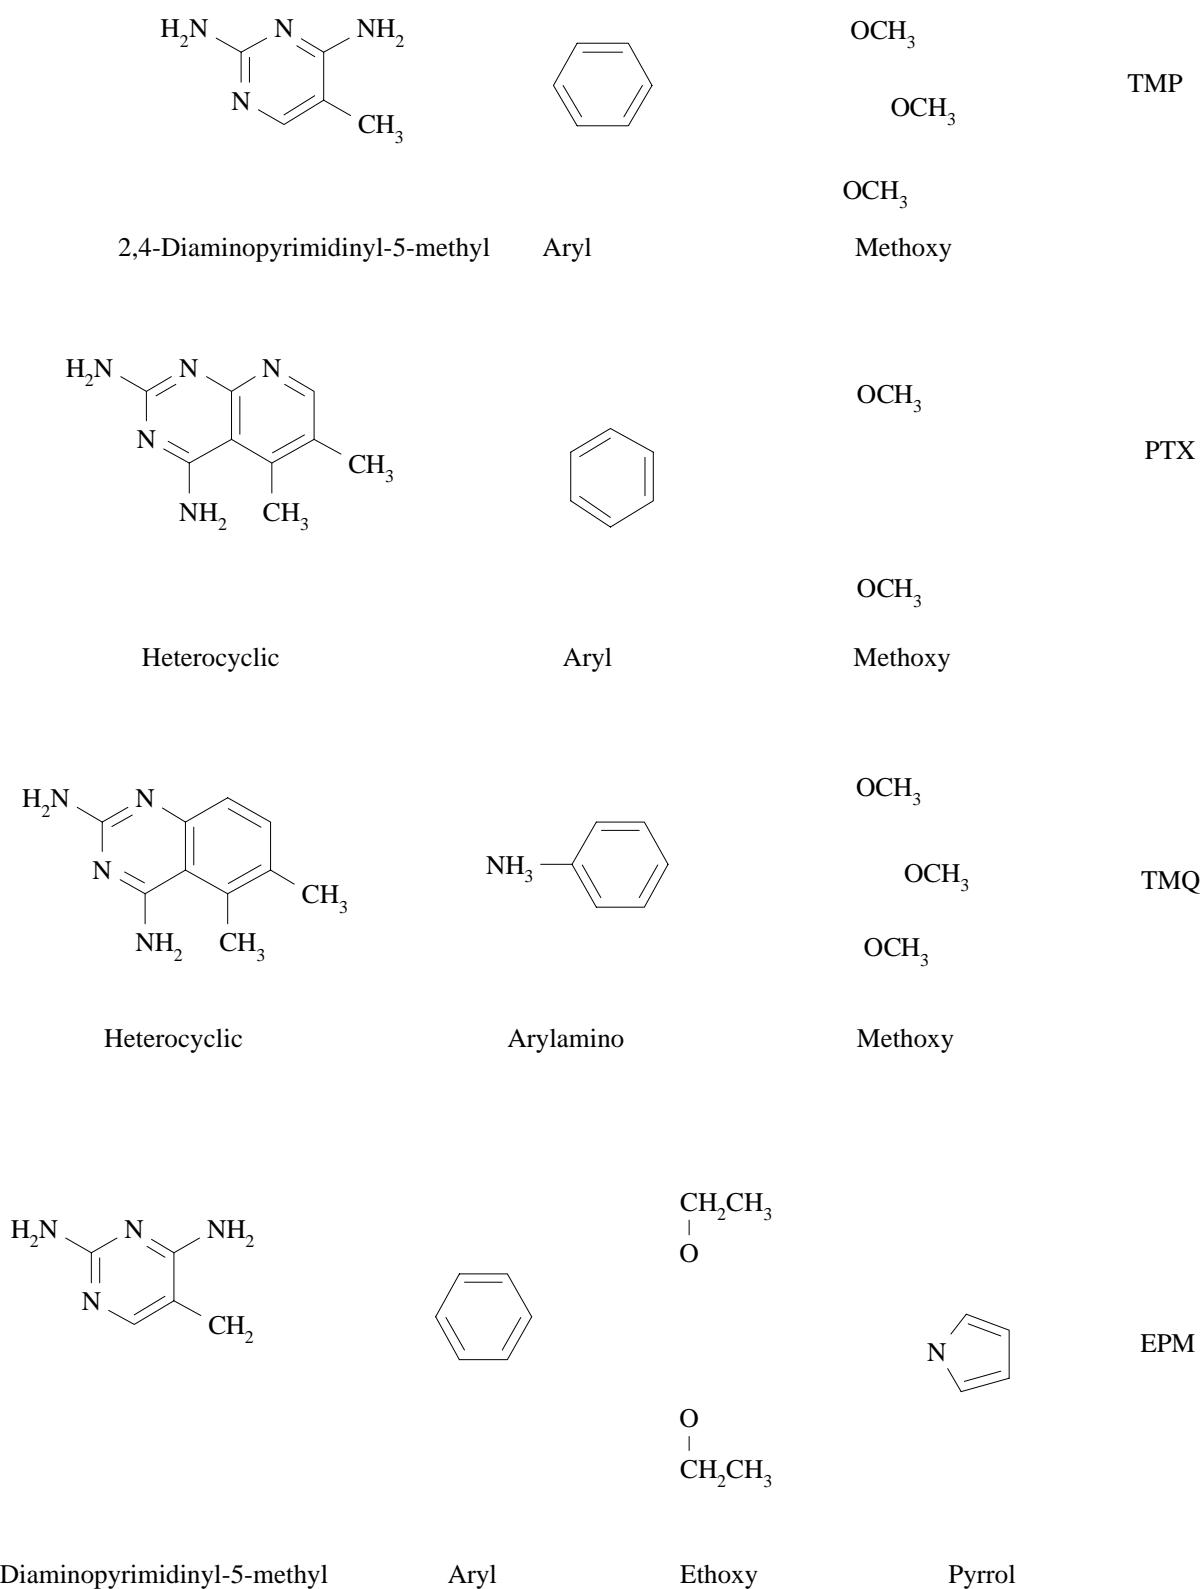 H2N N NH2 OCH3
TMP
N OCH3
CH3
OCH3
2,4-Diaminopyrimidinyl-5-methyl Aryl Methoxy
H2N N N
OCH3
N PTX
CH3
NH2 CH3
OCH3
Heterocyclic Aryl Methoxy
OCH3
H2N N
N NH3 OCH3 TMQ
CH3
NH2 CH3 OCH3
Heterocyclic Arylamino Methoxy
CH2CH3
H2N N NH2
O
N
CH2
N EPM
O
CH2CH3
Diaminopyrimidinyl-5-methyl Aryl Ethoxy Pyrrol